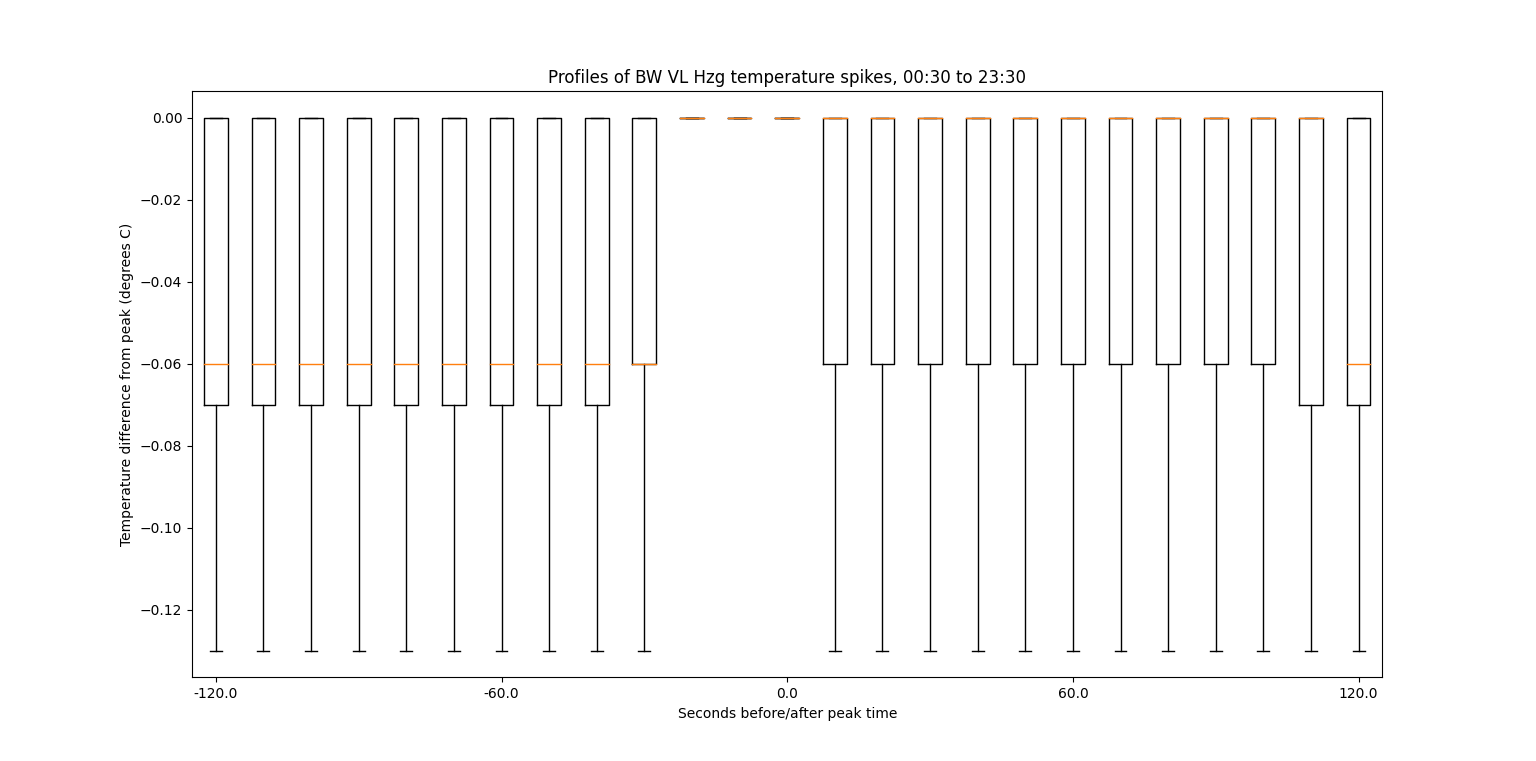 Profiles of BW VL Hzg temperature spikes, 00:30 to 23:30
0.00
−0.02
−0.04
−0.06
−0.08
−0.10
−0.12
Temperature difference from peak (degrees C)
-120.0 -60.0 0.0 60.0 120.0
Seconds before/after peak time